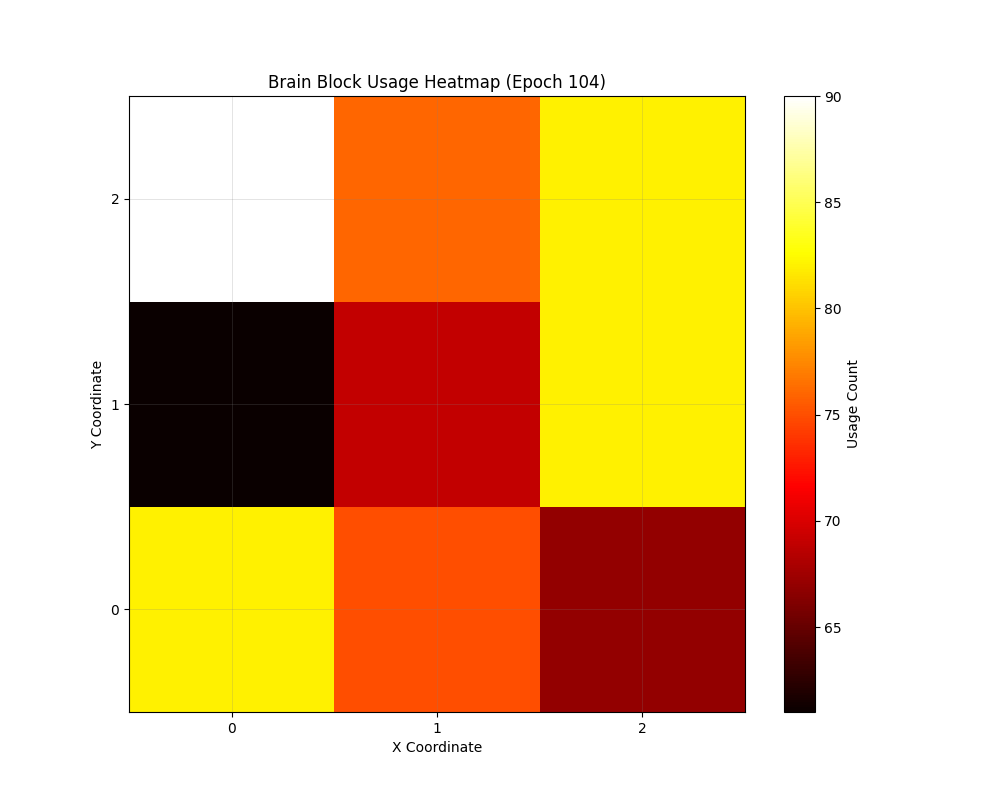 Brain Block Usage Heatmap (Epoch 104)
90
85
80
75
70
65
Usage Count
2
1
0
Y Coordinate
0 1 2
X Coordinate